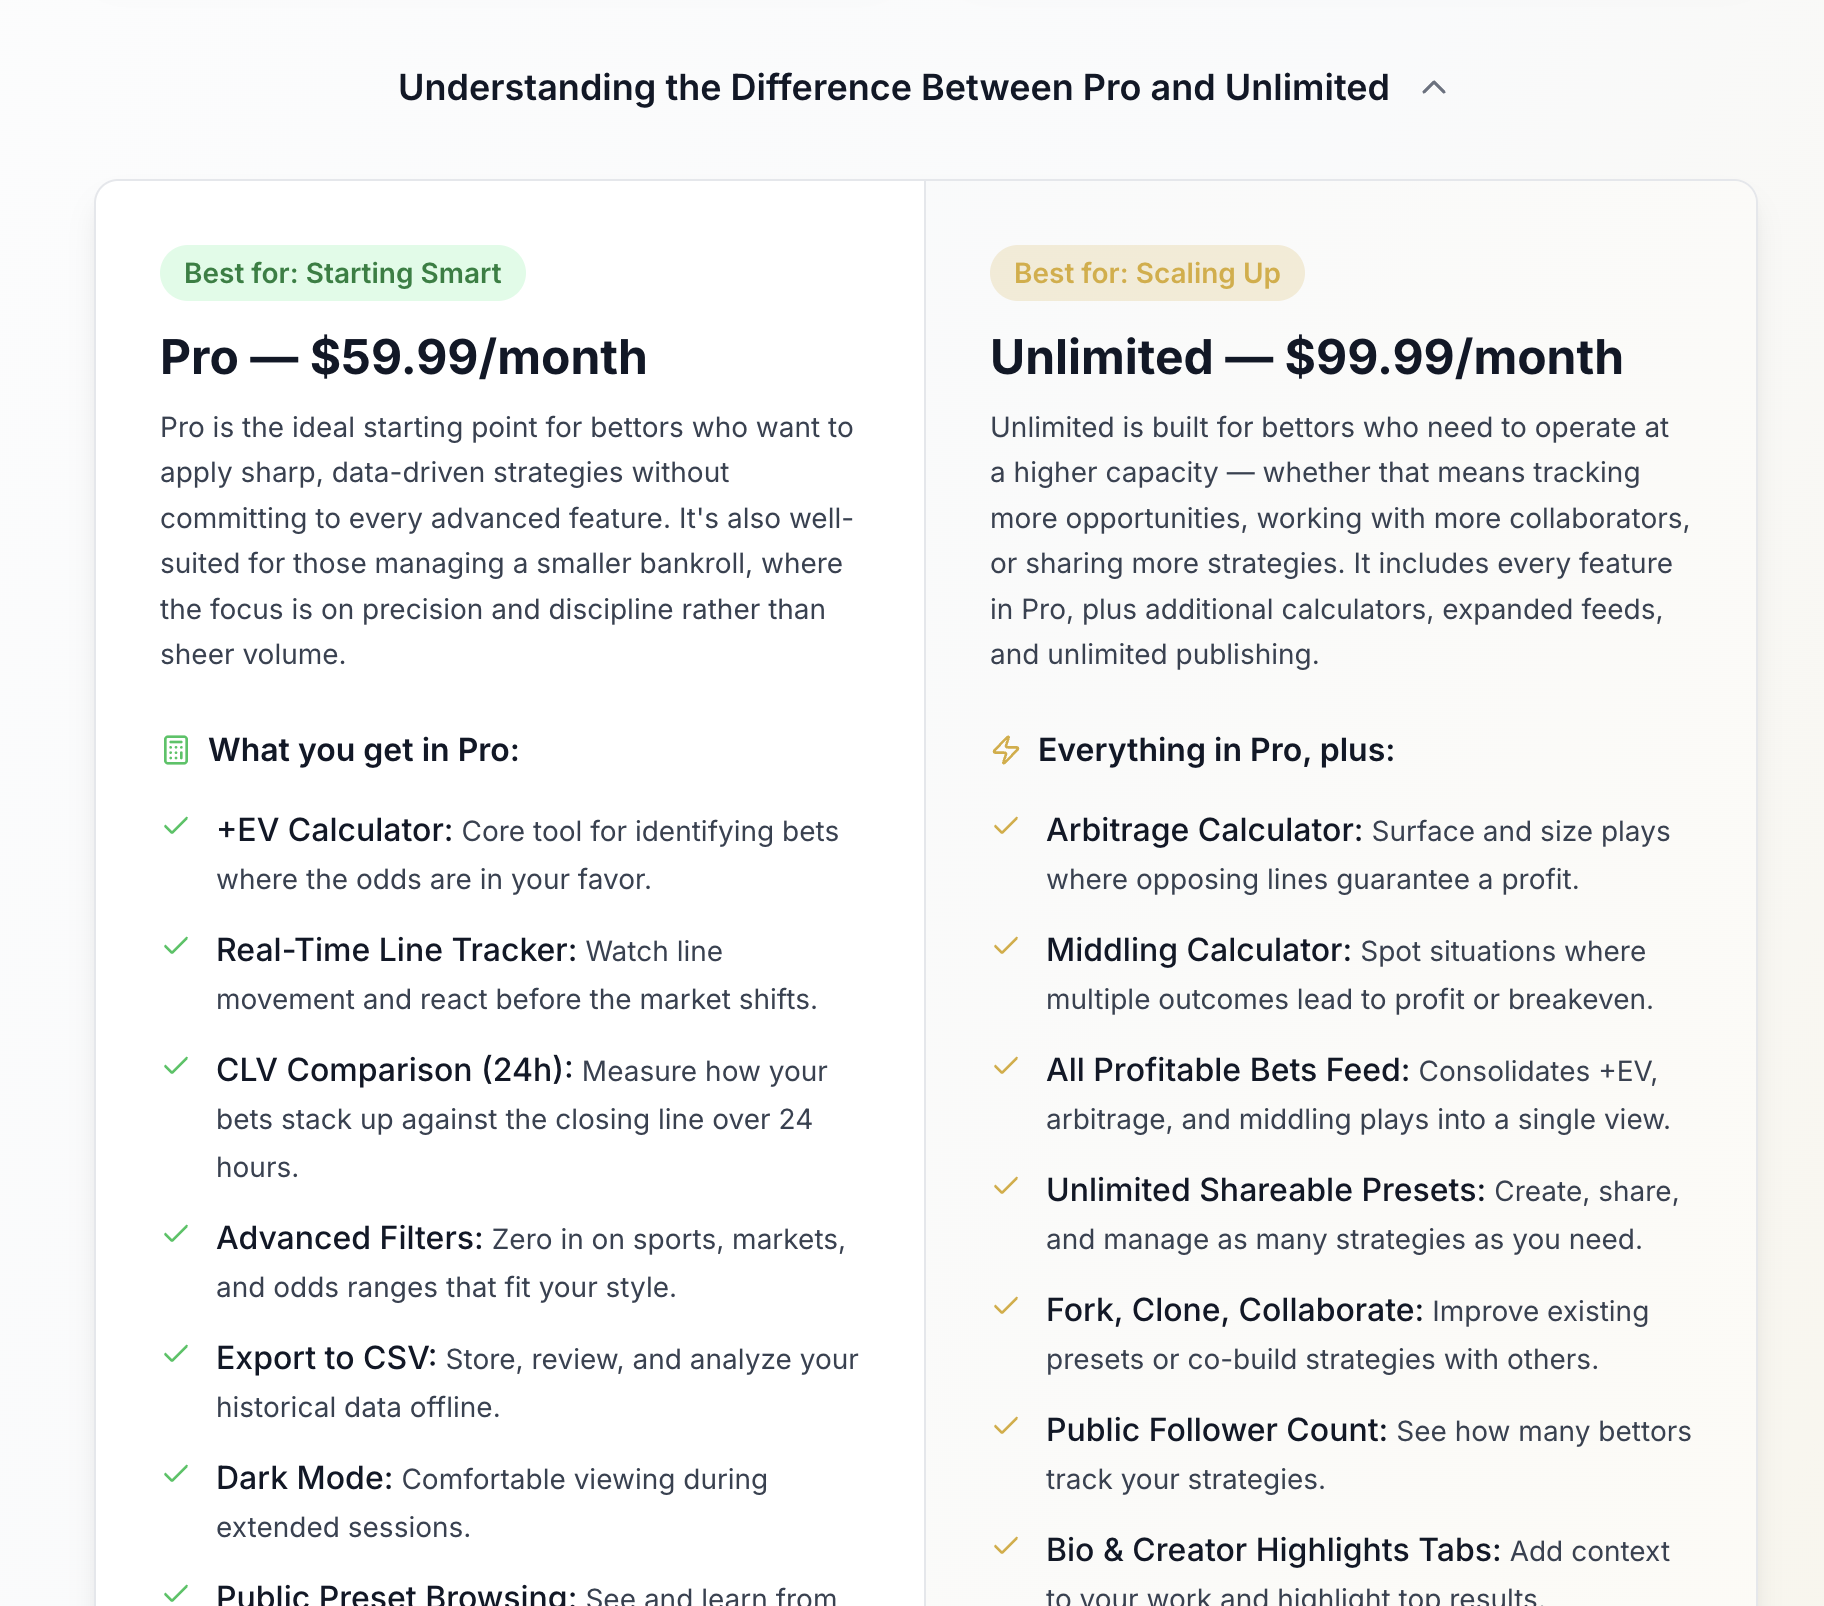 Understanding the Difference Between Pro and Unlimited
Best for: Starting Smart
Pro — $59.99/month
Pro is the ideal starting point for bettors who want to
apply sharp, data-driven strategies without
committing to every advanced feature. It's also well-
suited for those managing a smaller bankroll, where
the focus is on precision and discipline rather than
sheer volume.
What you get in Pro:
+EV Calculator: Core tool for identifying bets
where the odds are in your favor.
Real-Time Line Tracker: Watch line
movement and react before the market shifts.
CLV Comparison (24h): Measure how your
bets stack up against the closing line over 24
hours.
Advanced Filters: Zero in on sports, markets,
and odds ranges that fit your style.
Export to CSV: Store, review, and analyze your
historical data offline.
Dark Mode: Comfortable viewing during
extended sessions.
Public Preset Browsing: See and learn from
Best for: Scaling Up
Unlimited — $99.99/month
Unlimited is built for bettors who need to operate at
a higher capacity — whether that means tracking
more opportunities, working with more collaborators,
or sharing more strategies. It includes every feature
in Pro, plus additional calculators, expanded feeds,
and unlimited publishing.
Everything in Pro, plus:
Arbitrage Calculator: Surface and size plays
where opposing lines guarantee a profit.
Middling Calculator: Spot situations where
multiple outcomes lead to profit or breakeven.
All Profitable Bets Feed: Consolidates +EV,
arbitrage, and middling plays into a single view.
Unlimited Shareable Presets: Create, share,
and manage as many strategies as you need.
Fork, Clone, Collaborate: Improve existing
presets or co-build strategies with others.
Public Follower Count: See how many bettors
track your strategies.
Bio & Creator Highlights Tabs: Add context
to your work and highlight top results.